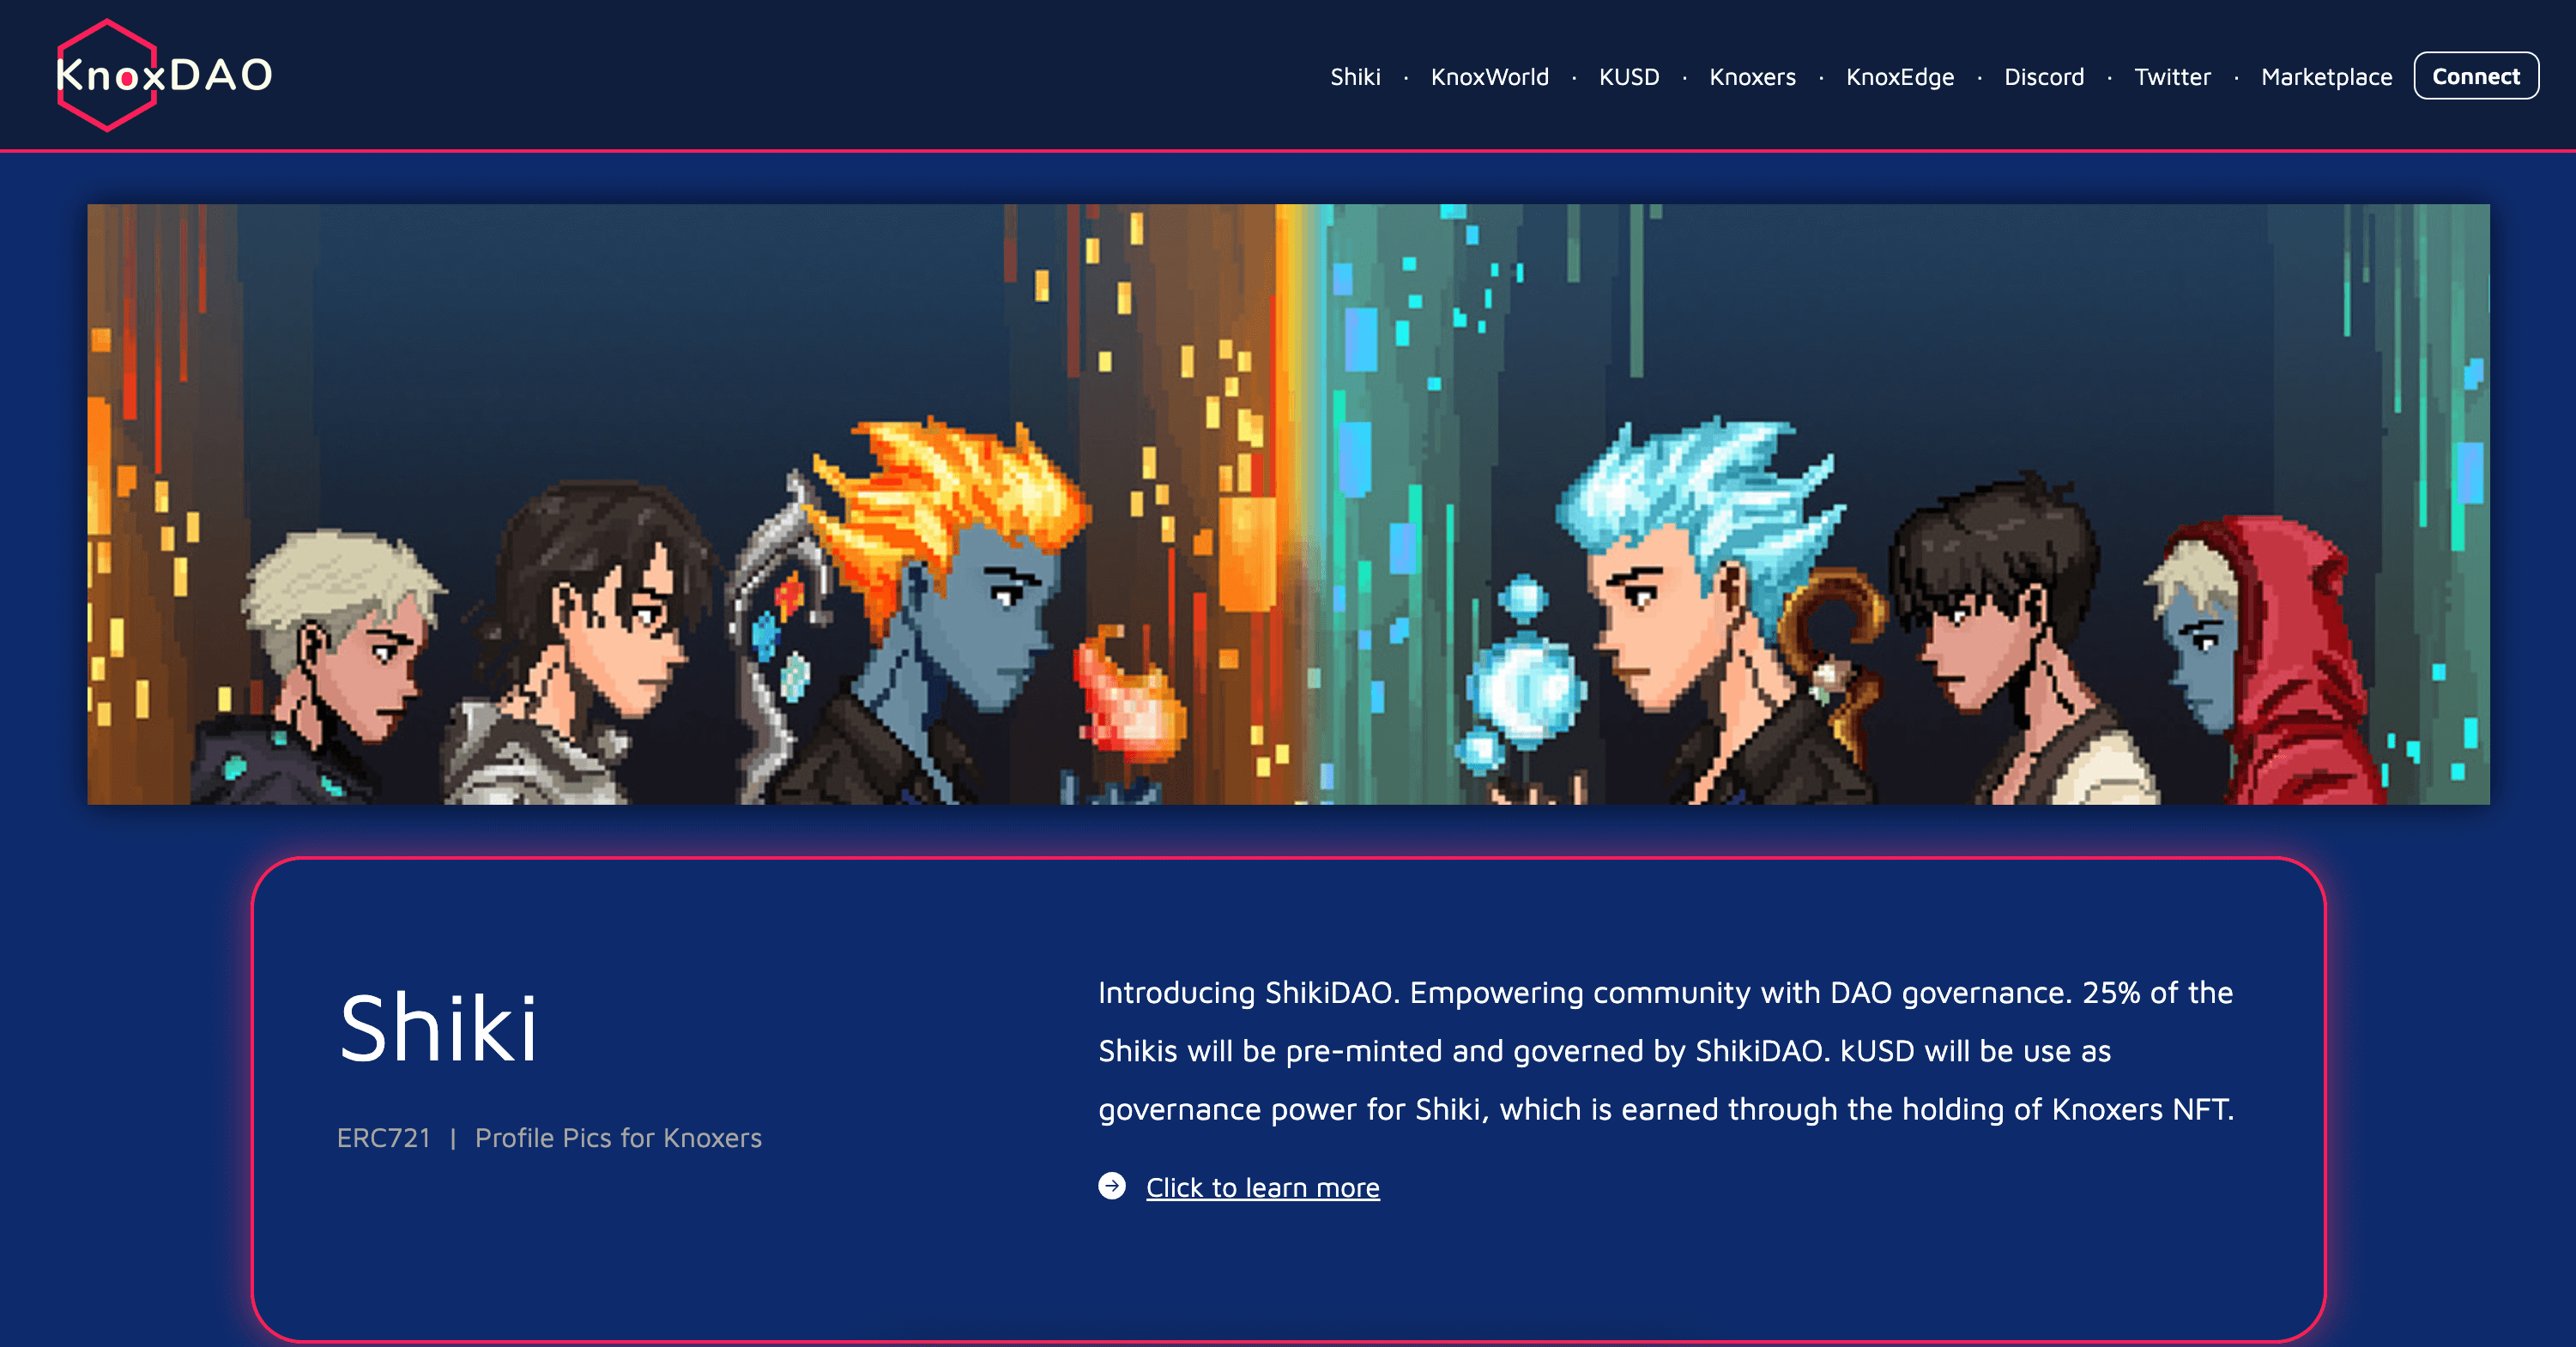 KnoxDAO
Shiki · KnoxWorld · KUSD · Knoxers · KnoxEdge · Discord · Twitter · Marketplace Connect
Shiki
ERC721 | Profile Pics for Knoxers
Introducing ShikiDAO. Empowering community with DAO governance. 25% of the
Shikis will be pre-minted and governed by ShikiDAO. kUSD will be use as
governance power for Shiki, which is earned through the holding of Knoxers NFT.
Click to learn more